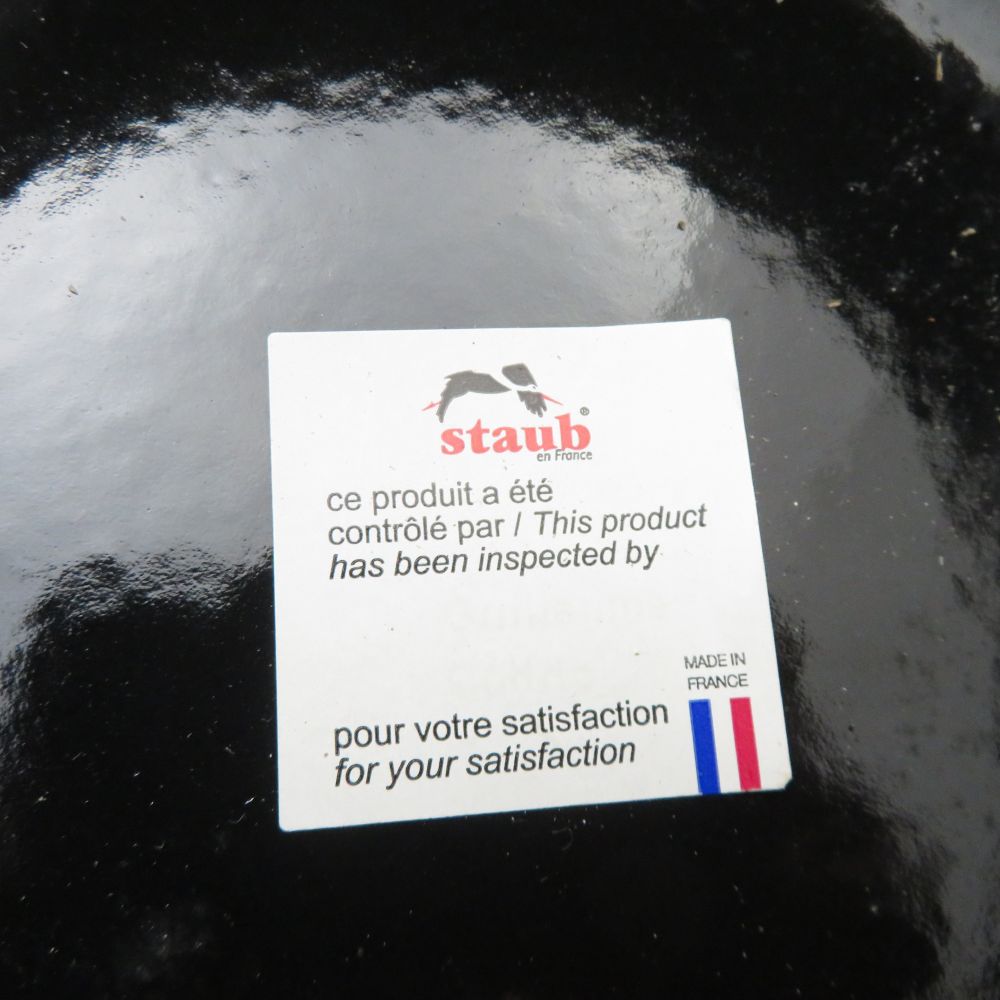 staub®
en France
ce produit a été
contrôlé par / This product
has been inspected by
MADE IN
FRANCE
pour votre satisfaction
for your satisfaction